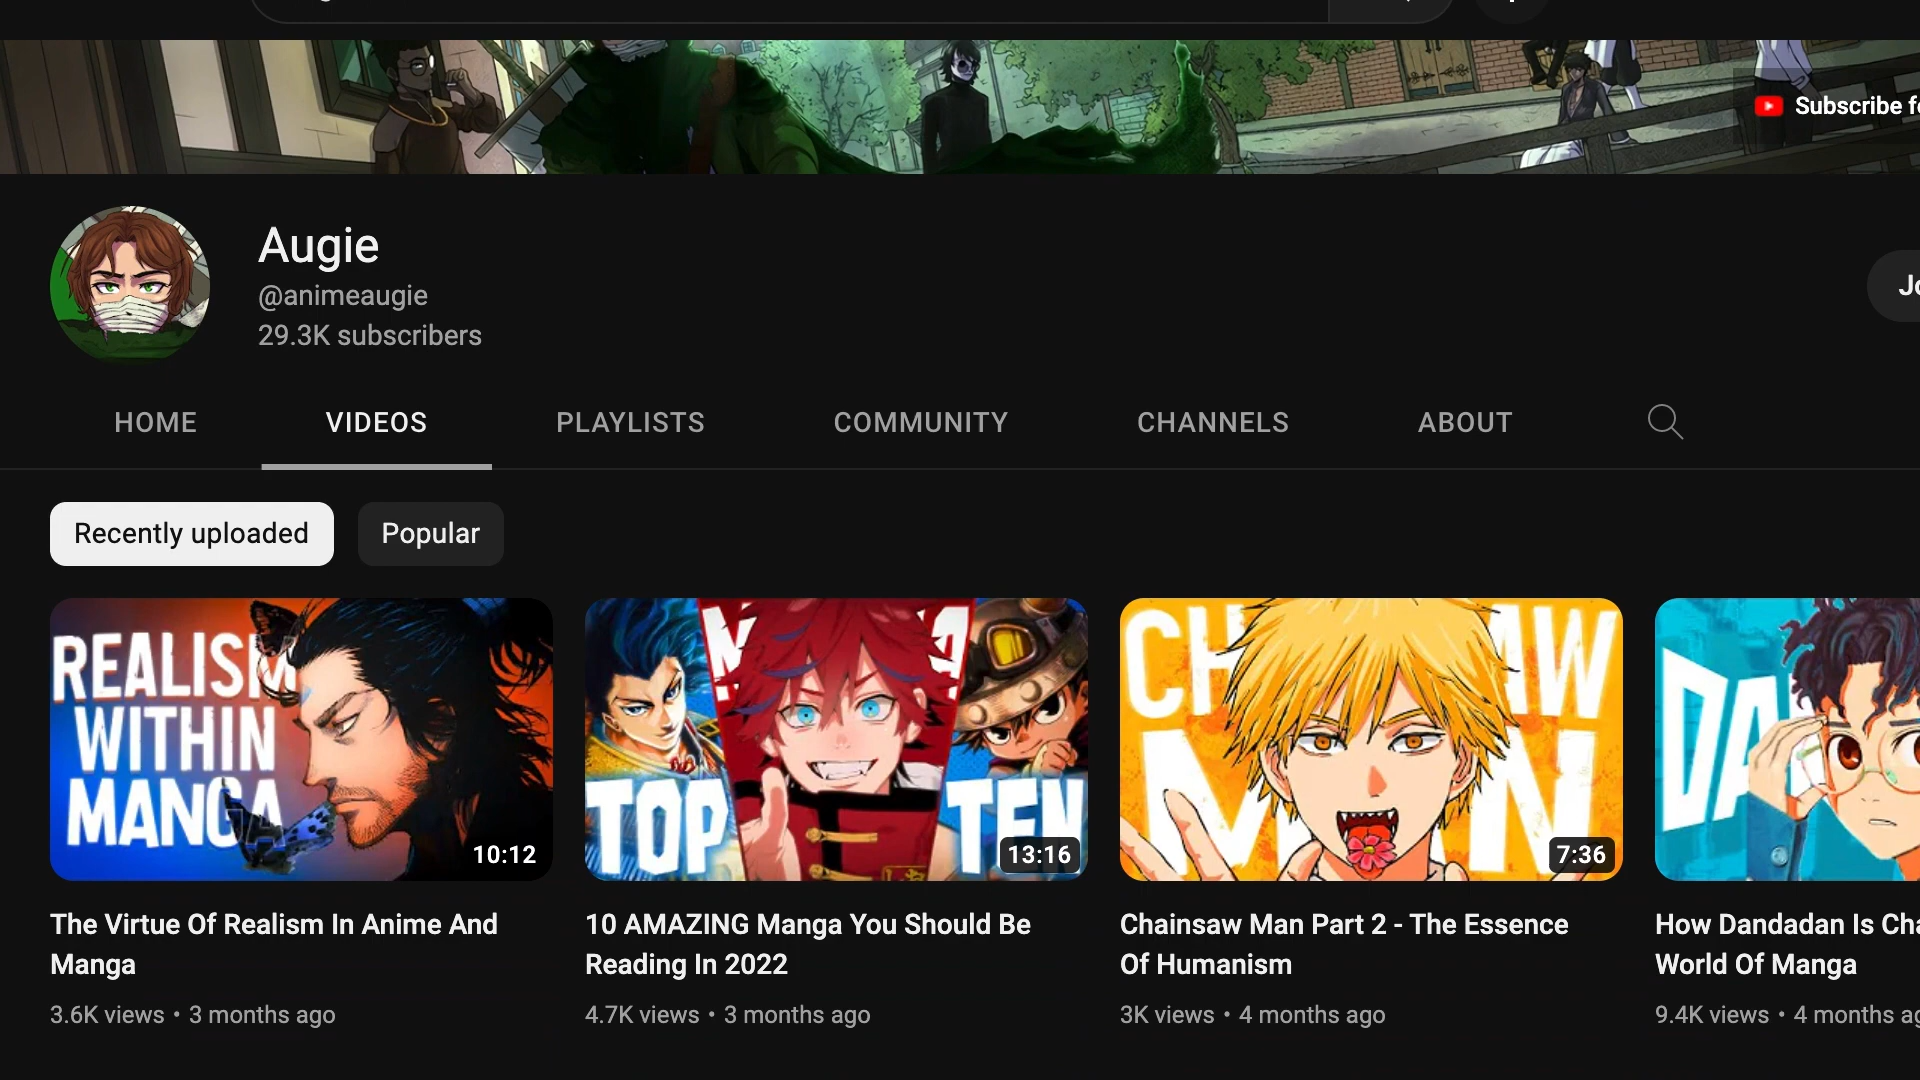 Subscribe
Augie
@animeaugie
29.3K subscribers
HOME
VIDEOS
PLAYLISTS
COMMUNITY
CHANNELS
ABOUT
Recently uploaded
Popular
REALISM
WITHIN
MANGA
10:12
TOP
TEN
13:16
7:36
The Virtue Of Realism In Anime And
Manga
3.6K views • 3 months ago
10 AMAZING Manga You Should Be
Reading In 2022
4.7K views • 3 months ago
Chainsaw Man Part 2 - The Essence
Of Humanism
3K views • 4 months ago
How Dandadan Is
World Of Manga
9.4K views • 4 months